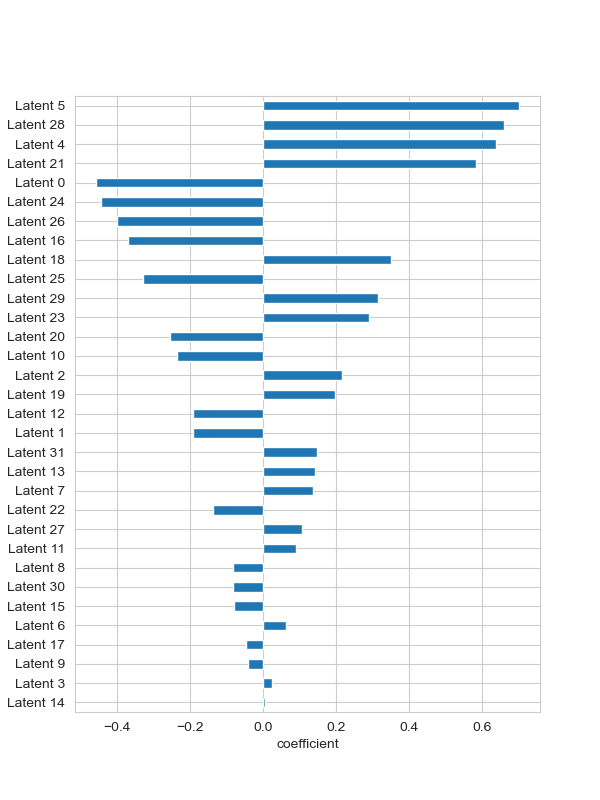 Latent 5
Latent 28
Latent 4
Latent 21
Latent 0
Latent 24
Latent 26
Latent 16
Latent 18
Latent 25
Latent 29
Latent 23
Latent 20
Latent 10
Latent 2
Latent 19
Latent 12
Latent 1
Latent 31
Latent 13
Latent 7
Latent 22
Latent 27
Latent 11
Latent 8
Latent 30
Latent 15
Latent 6
Latent 17
Latent 9
Latent 3
Latent 14
−0.4 −0.2 0.0 0.2 0.4 0.6
coefficient